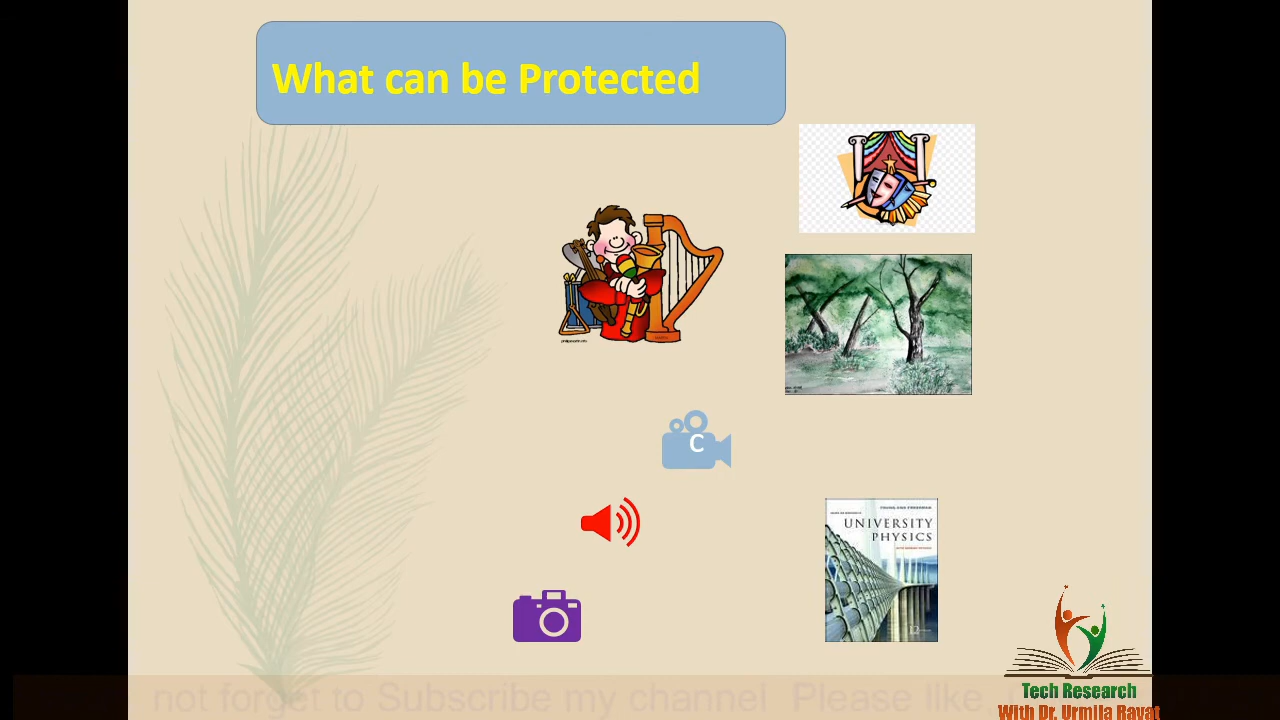 What can be Protected
C
UNIVERSITY
PHYSICS
not forget to Subscribe my channel Please like
Tech Research
With Dr. Urmila Ravat